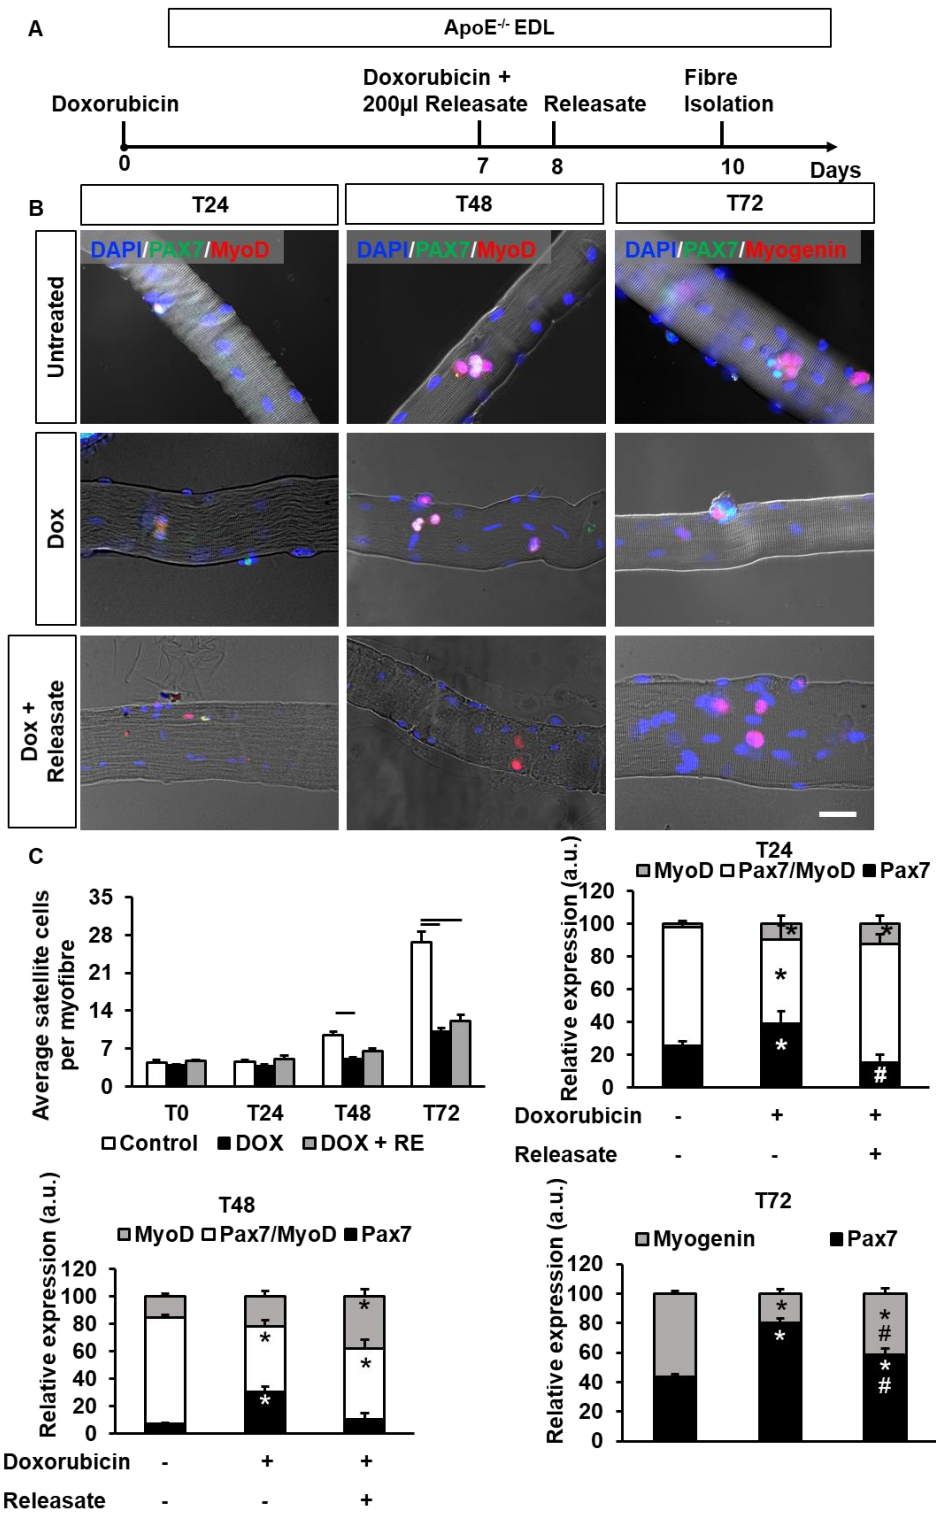 A
ApoE-/- EDL
Doxorubicin
Doxorubicin +
200µl Releasate
Releasate
Fibre
Isolation
0
7
8
10
Days
B
T24
T48
T72
Untreated
DAPI/PAX7/MyoD
DAPI/PAX7/MyoD
DAPI/PAX7/Myogenin
Dox
Dox +
Releasate
C
Average satellite cells
per myofibre
35
28
21
14
7
0
T0
T24
T48
T72
Control
DOX
DOX + RE
T24
MyoD
Pax7/MyoD
Pax7
Relative expression (a.u.)
120
100
80
60
40
20
0
*
*
*
*
#
Doxorubicin
-
+
+
Releasate
-
-
+
T48
MyoD
Pax7/MyoD
Pax7
Relative expression (a.u.)
120
100
80
60
40
20
0
*
*
*
*
Doxorubicin
-
+
+
Releasate
-
-
+
T72
Myogenin
Pax7
Relative expression (a.u.)
120
100
80
60
40
20
0
*
*
*
#
*
#